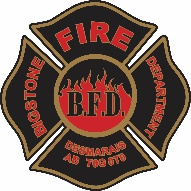 FIRE
BIGSTONE
DEPARTMENT
B.F.D.
DESMARAIS
AB T0G 0T0